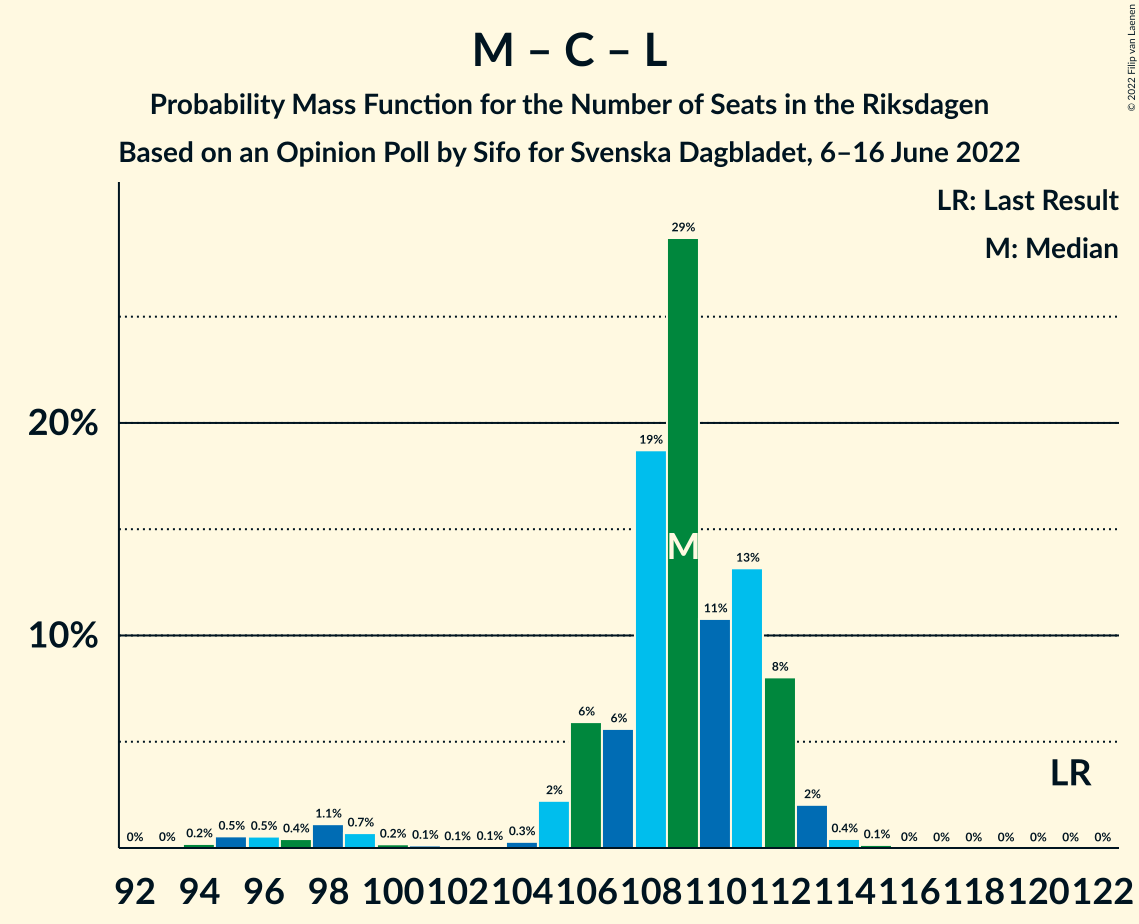 M – C – L
Probability Mass Function for the Number of Seats in the Riksdagen
Based on an Opinion Poll by Sifo for Svenska Dagbladet, 6–16 June 2022
© 2022 Filip van Laenen
LR: Last Result
M: Median
20%
10%
0% 0% 0.2% 0.5% 0.5% 0.4% 1.1% 0.7% 0.2% 0.1% 0.1% 0.1% 0.3% 2% 6% 6% 19% 29% 11% 13% 8% 2% 0.4% 0.1% 0% 0% 0% 0% 0% 0% 0%
M
LR
92 94 96 98 100 102 104 106 108 110 112 114 116 118 120 122